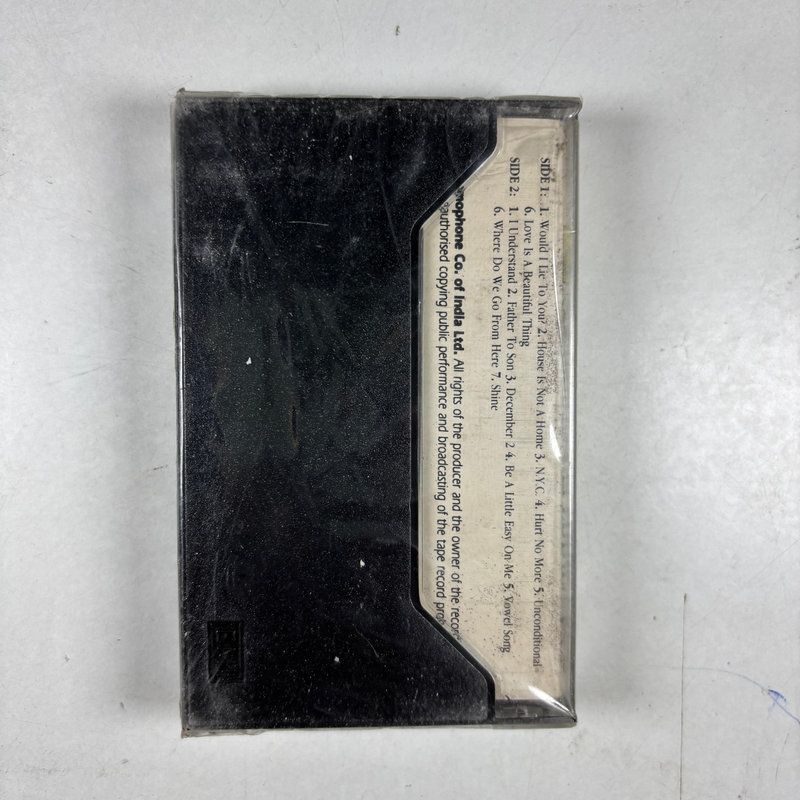 SIDE 1: 1. Would I Lie To You? 2. House Is Not A Home 3. N.Y.C. 4. Hurt No More 5. Unconditional
6. Love Is A Beautiful Thing
SIDE 2: 1. I Understand 2. Father To Son 3. December 2 4. Be A Little Easy On Me 5. Vowel Song
6. Where Do We Go From Here 7. Shine
mophone Co. of India Ltd. All rights of the producer and the owner of the recor
authorised copying public performance and broadcasting of the tape record pro